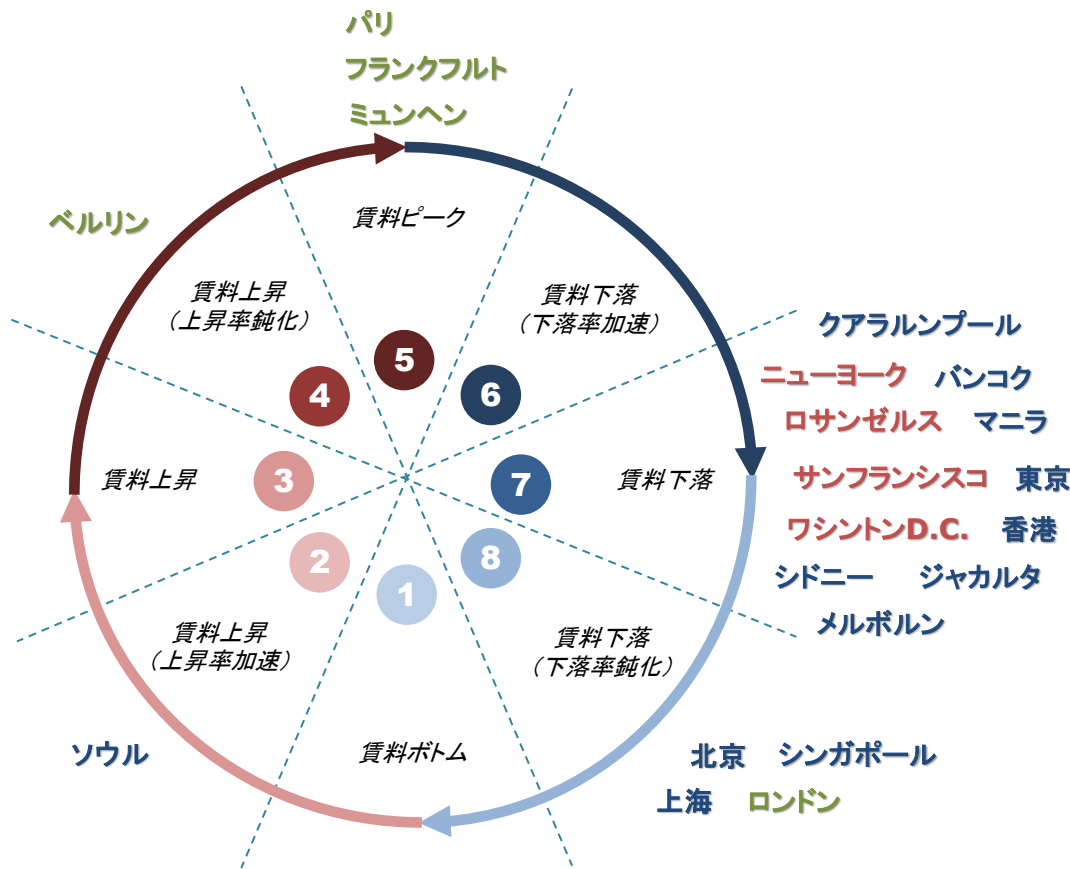 パリ
フランクフルト
ミュンヘン
ベルリン
賃料ピーク
賃料上昇
（上昇率鈍化）
賃料下落
（下落率加速）
クアラルンプール
ニューヨーク バンコク
ロサンゼルス マニラ
サンフランシスコ 東京
ワシントンD.C. 香港
シドニー ジャカルタ
メルボルン
5
4
6
3
7
2
8
1
賃料上昇
賃料下落
賃料上昇
（上昇率加速）
賃料下落
（下落率鈍化）
賃料ボトム
ソウル
北京 シンガポール
上海 ロンドン